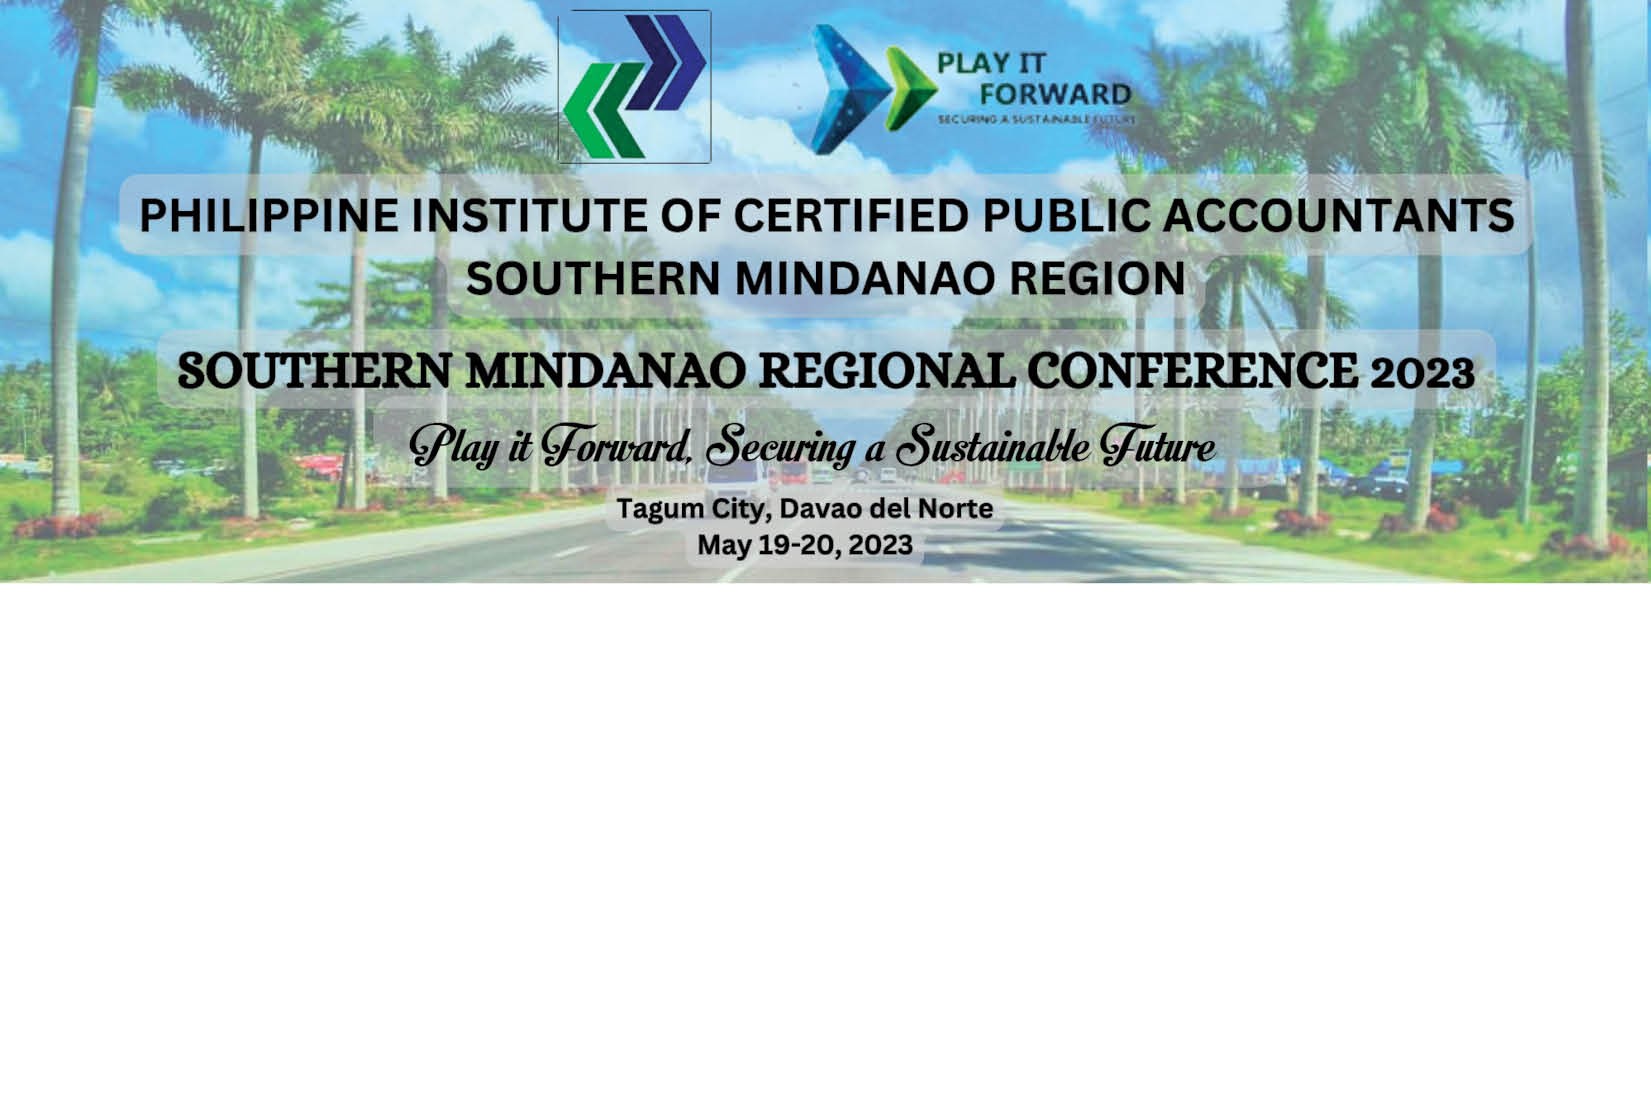 PLAY IT
FORWARD
SECURING A SUSTAINABLE FUTURE
PHILIPPINE INSTITUTE OF CERTIFIED PUBLIC ACCOUNTANTS
SOUTHERN MINDANAO REGION
SOUTHERN MINDANAO REGIONAL CONFERENCE 2023
Play it Forward, Securing a Sustainable Future
Tagum City, Davao del Norte
May 19-20, 2023